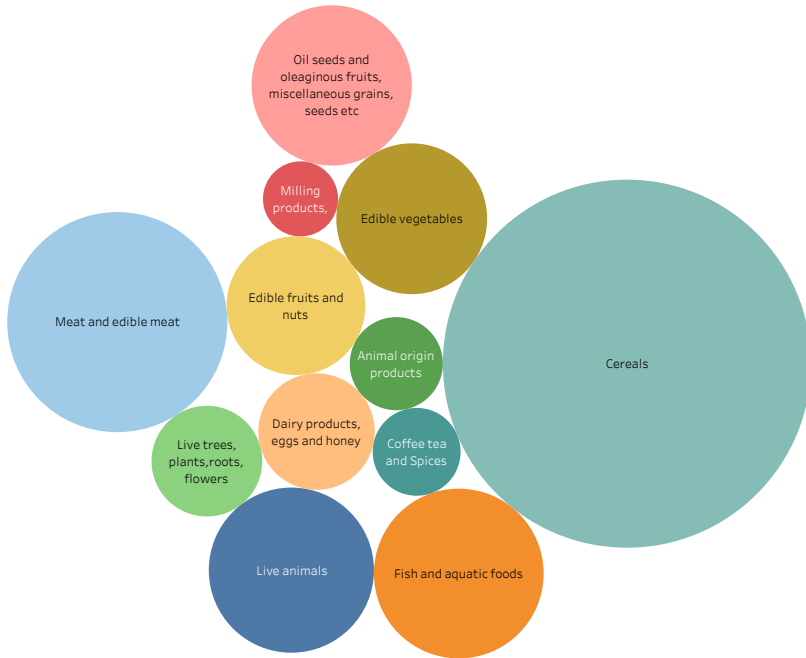 Oil seeds and
oleaginous fruits,
miscellaneous grains,
seeds etc
Milling
products,
Edible vegetables
Edible fruits and
nuts
Meat and edible meat
Animal origin
products
Cereals
Dairy products,
eggs and honey
Coffee tea
and Spices
Live trees,
plants,roots,
flowers
Live animals
Fish and aquatic foods